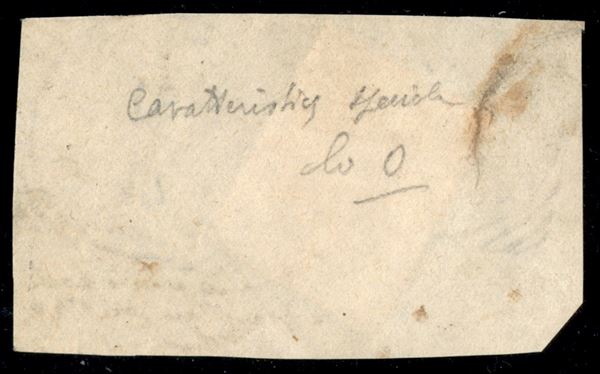 Caratteristica speciale
lo 0